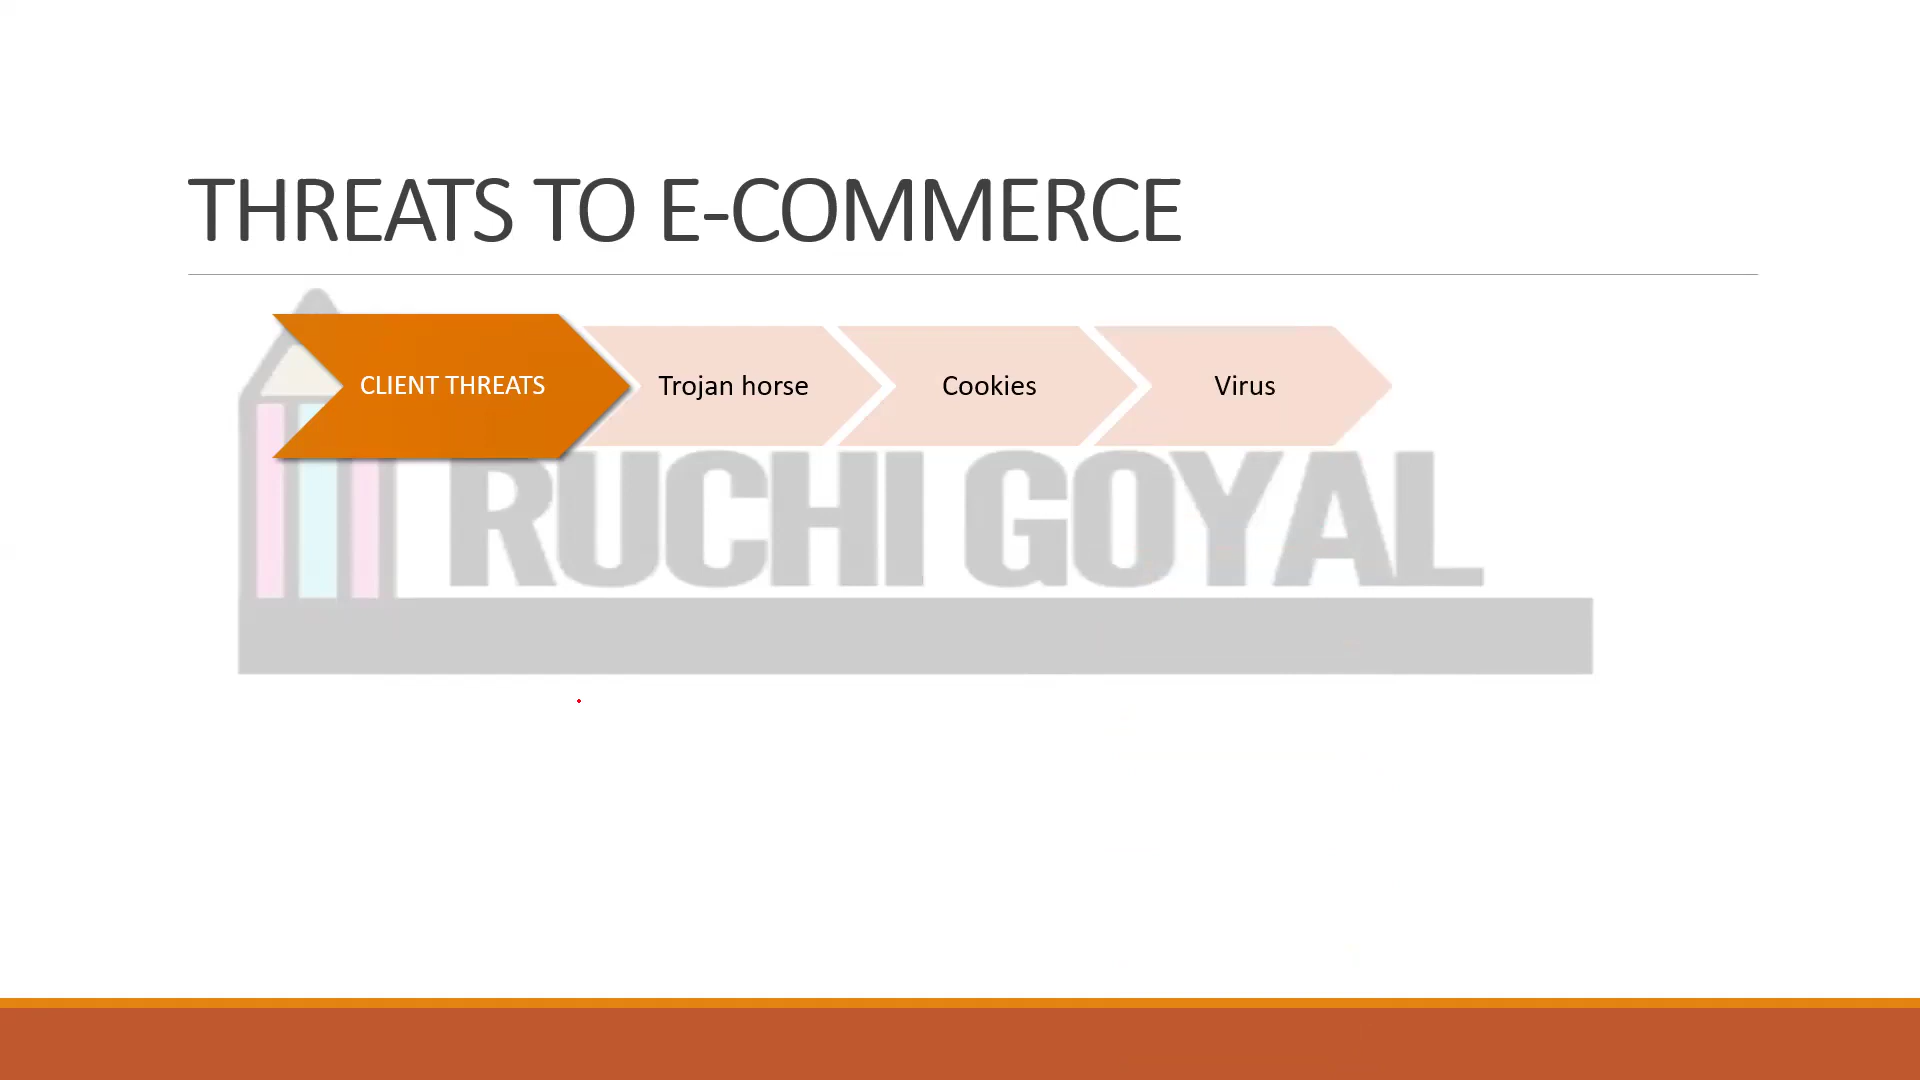 THREATS TO E-COMMERCE
CLIENT THREATS
Trojan horse
Cookies
Virus
RUCHI GOYAL